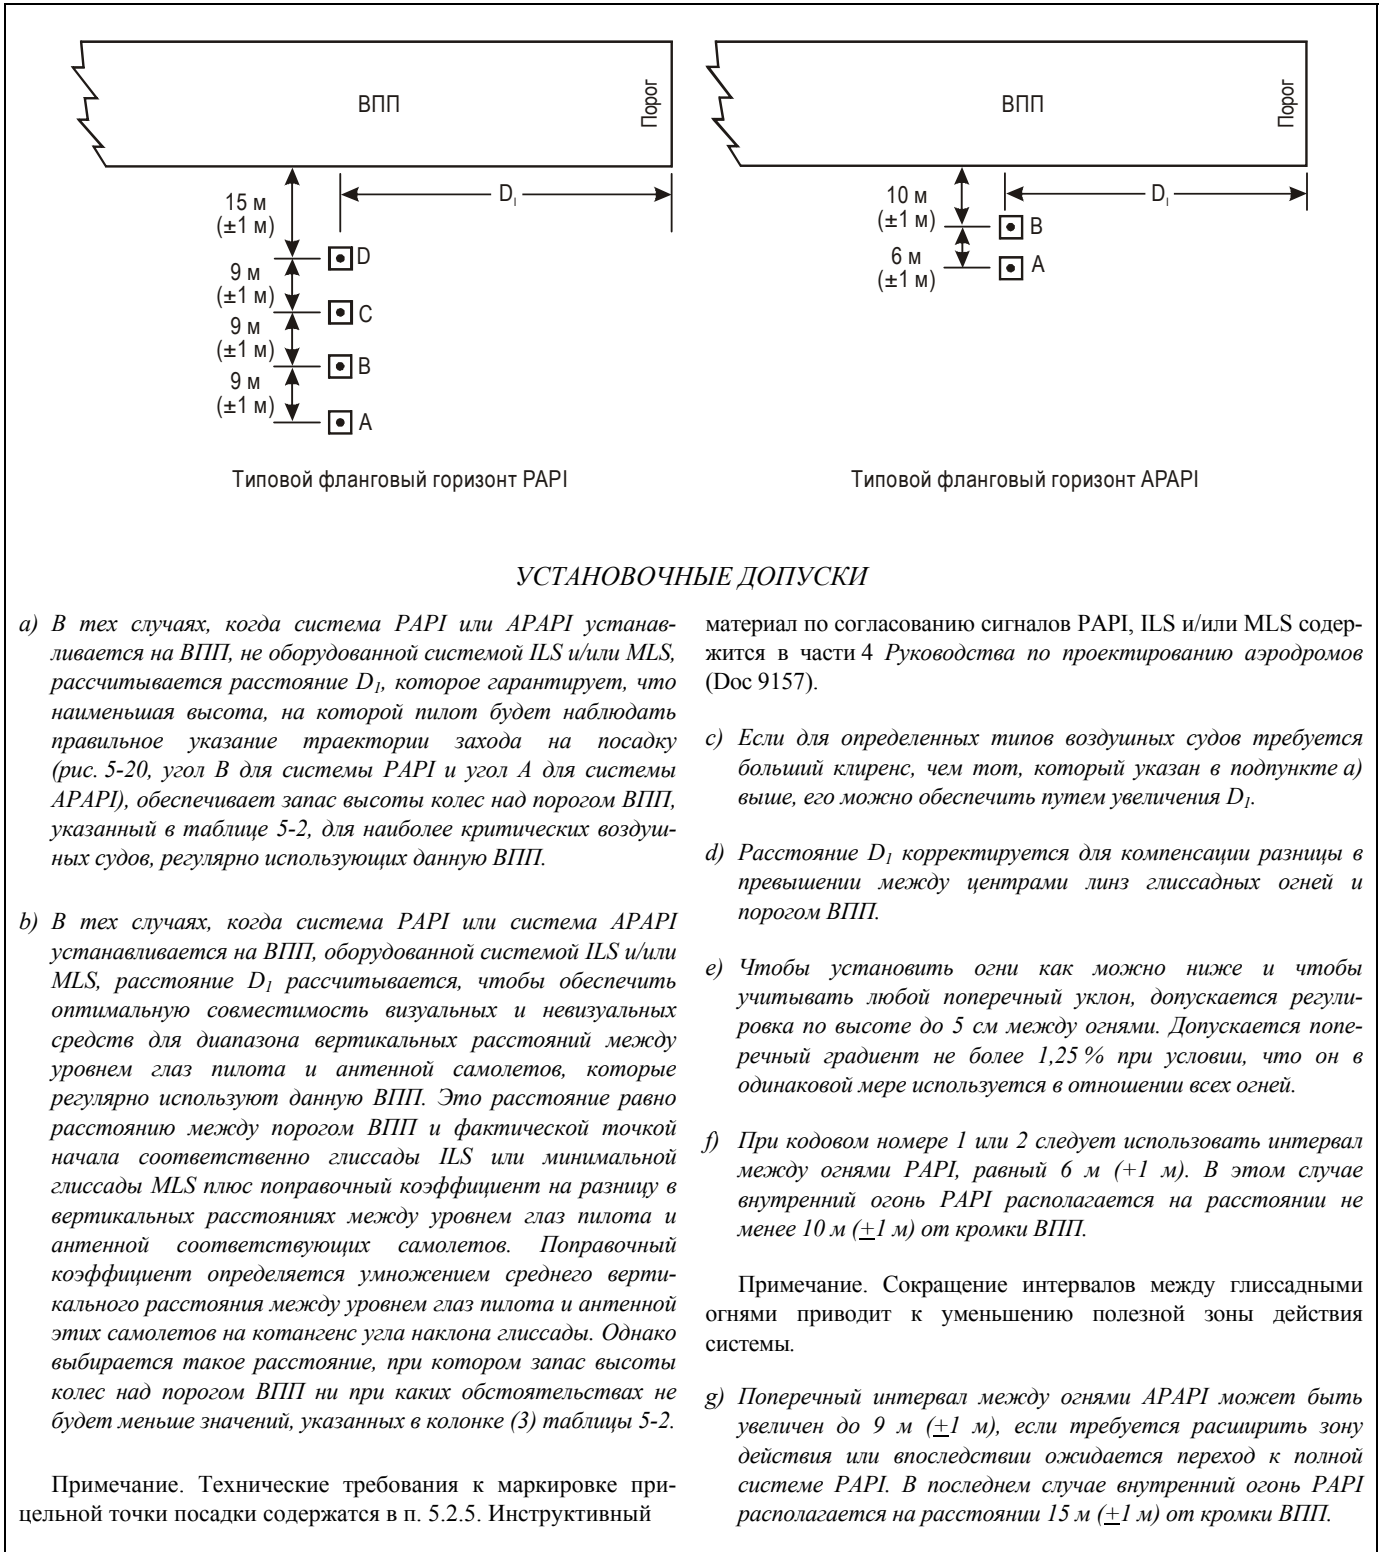 ВПП
Порог
15 м
(±1 м)
D₁
D
9 м
(±1 м)
C
9 м
(±1 м)
B
9 м
(±1 м)
A
Типовой фланговый горизонт PAPI
ВПП
Порог
10 м
(±1 м)
D₁
B
6 м
(±1 м)
A
Типовой фланговый горизонт APAPI
УСТАНОВОЧНЫЕ ДОПУСКИ
a) В тех случаях, когда система PAPI или APAPI устанав-
ливается на ВПП, не оборудованной системой ILS и/или MLS,
рассчитывается расстояние D₁, которое гарантирует, что
наименьшая высота, на которой пилот будет наблюдать
правильное указание траектории захода на посадку
(рис. 5-20, угол В для системы PAPI и угол А для системы
APAPI), обеспечивает запас высоты колес над порогом ВПП,
указанный в таблице 5-2, для наиболее критических воздуш-
ных судов, регулярно использующих данную ВПП.
b) В тех случаях, когда система PAPI или система APAPI
устанавливается на ВПП, оборудованной системой ILS и/или
MLS, расстояние D₁ рассчитывается, чтобы обеспечить
оптимальную совместимость визуальных и невизуальных
средств для диапазона вертикальных расстояний между
уровнем глаз пилота и антенной самолетов, которые
регулярно используют данную ВПП. Это расстояние равно
расстоянию между порогом ВПП и фактической точкой
начала соответственно глиссады ILS или минимальной
глиссады MLS плюс поправочный коэффициент на разницу в
вертикальных расстояниях между уровнем глаз пилота и
антенной соответствующих самолетов. Поправочный
коэффициент определяется умножением среднего верти-
кального расстояния между уровнем глаз пилота и антенной
этих самолетов на котангенс угла наклона глиссады. Однако
выбирается такое расстояние, при котором запас высоты
колес над порогом ВПП ни при каких обстоятельствах не
будет меньше значений, указанных в колонке (3) таблицы 5-2.
Примечание. Технические требования к маркировке при-
цельной точки посадки содержатся в п. 5.2.5. Инструктивный
материал по согласованию сигналов PAPI, ILS и/или MLS содер-
жится в части 4 Руководства по проектированию аэродромов
(Doc 9157).
c) Если для определенных типов воздушных судов требуется
больший клиренс, чем тот, который указан в подпункте а)
выше, его можно обеспечить путем увеличения D₁.
d) Расстояние D₁ корректируется для компенсации разницы в
превышении между центрами линз глиссадных огней и
порогом ВПП.
e) Чтобы установить огни как можно ниже и чтобы
учитывать любой поперечный уклон, допускается регули-
ровка по высоте до 5 см между огнями. Допускается попе-
речный градиент не более 1,25 % при условии, что он в
одинаковой мере используется в отношении всех огней.
f) При кодовом номере 1 или 2 следует использовать интервал
между огнями PAPI, равный 6 м (+1 м). В этом случае
внутренний огонь PAPI располагается на расстоянии не
менее 10 м (±1 м) от кромки ВПП.
Примечание. Сокращение интервалов между глиссадными
огнями приводит к уменьшению полезной зоны действия
системы.
g) Поперечный интервал между огнями APAPI может быть
увеличен до 9 м (±1 м), если требуется расширить зону
действия или впоследствии ожидается переход к полной
системе PAPI. В последнем случае внутренний огонь PAPI
располагается на расстоянии 15 м (±1 м) от кромки ВПП.